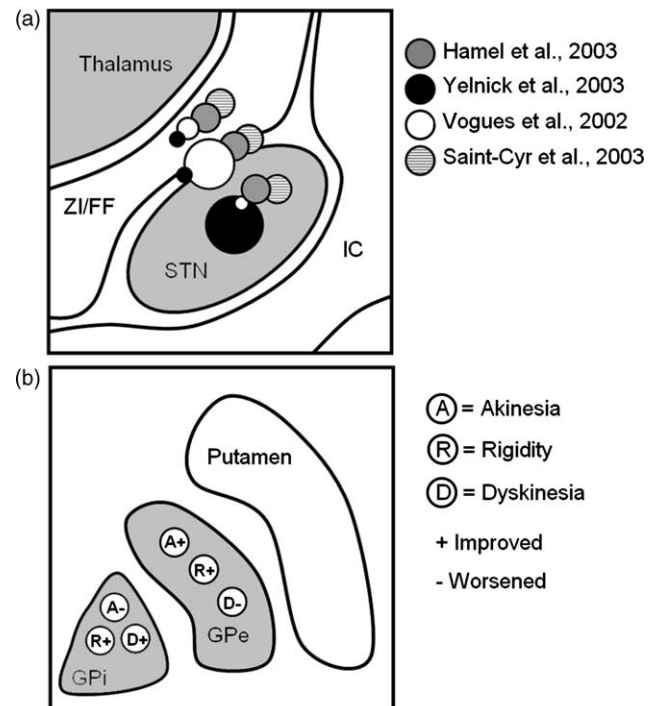 (a)
Thalamus
ZI/FF
STN
IC
Hamel et al., 2003
Yelnick et al., 2003
Vogues et al., 2002
Saint-Cyr et al., 2003
(b)
Putamen
A+
R+
D-
GPe
A-
R+ D+
GPi
A = Akinesia
R = Rigidity
D = Dyskinesia
+ Improved
- Worsened